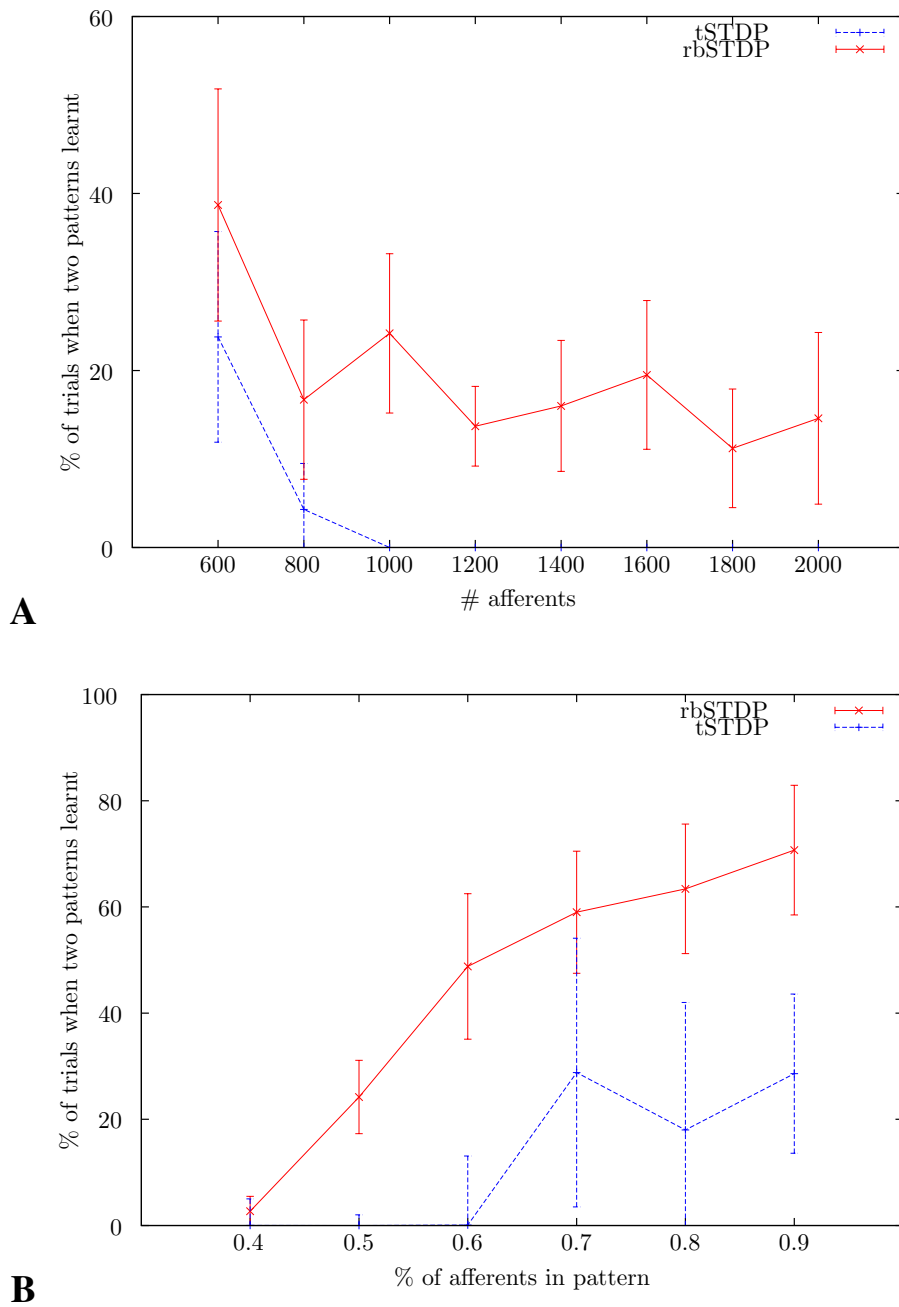 60
40
20
0
% of trials when two patterns learnt
tSTDP
rbSTDP
600 800 1000 1200 1400 1600 1800 2000
# afferents
A
100
80
60
40
20
0
% of trials when two patterns learnt
rbSTDP
tSTDP
0.4 0.5 0.6 0.7 0.8 0.9
% of afferents in pattern
B